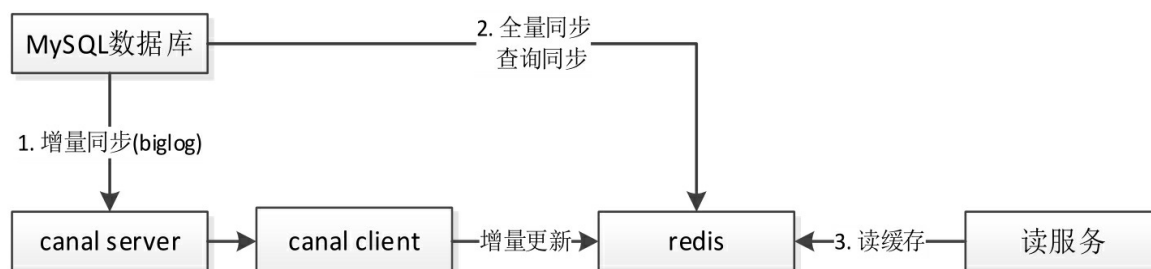 MySQL数据库
2. 全量同步
查询同步
1. 增量同步(biglog)
canal server
canal client
增量更新
redis
3. 读缓存
读服务